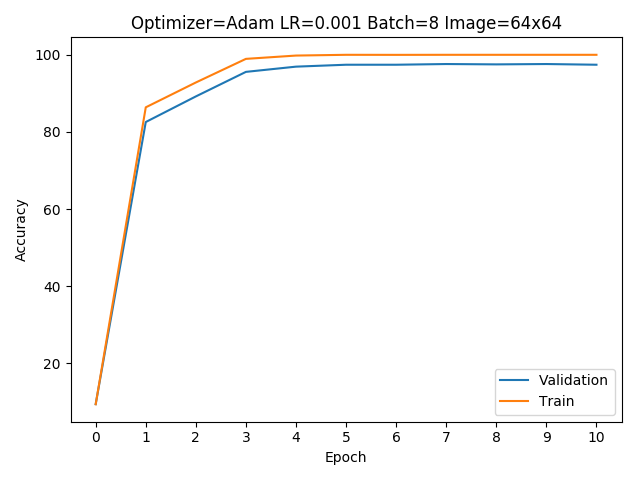 Optimizer=Adam LR=0.001 Batch=8 Image=64x64
Accuracy
100
80
60
40
20
Validation
Train
0 1 2 3 4 5 6 7 8 9 10
Epoch